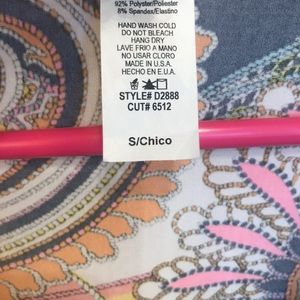 92% Polyester/Poliester
8% Spandex/Elastino
HAND WASH COLD
DO NOT BLEACH
HANG DRY
LAVE FRIO A MANO
NO USAR CLORO
MADE IN U.S.A.
HECHO EN E.U.A.
STYLE# D2888
CUT# 6512
S/Chico